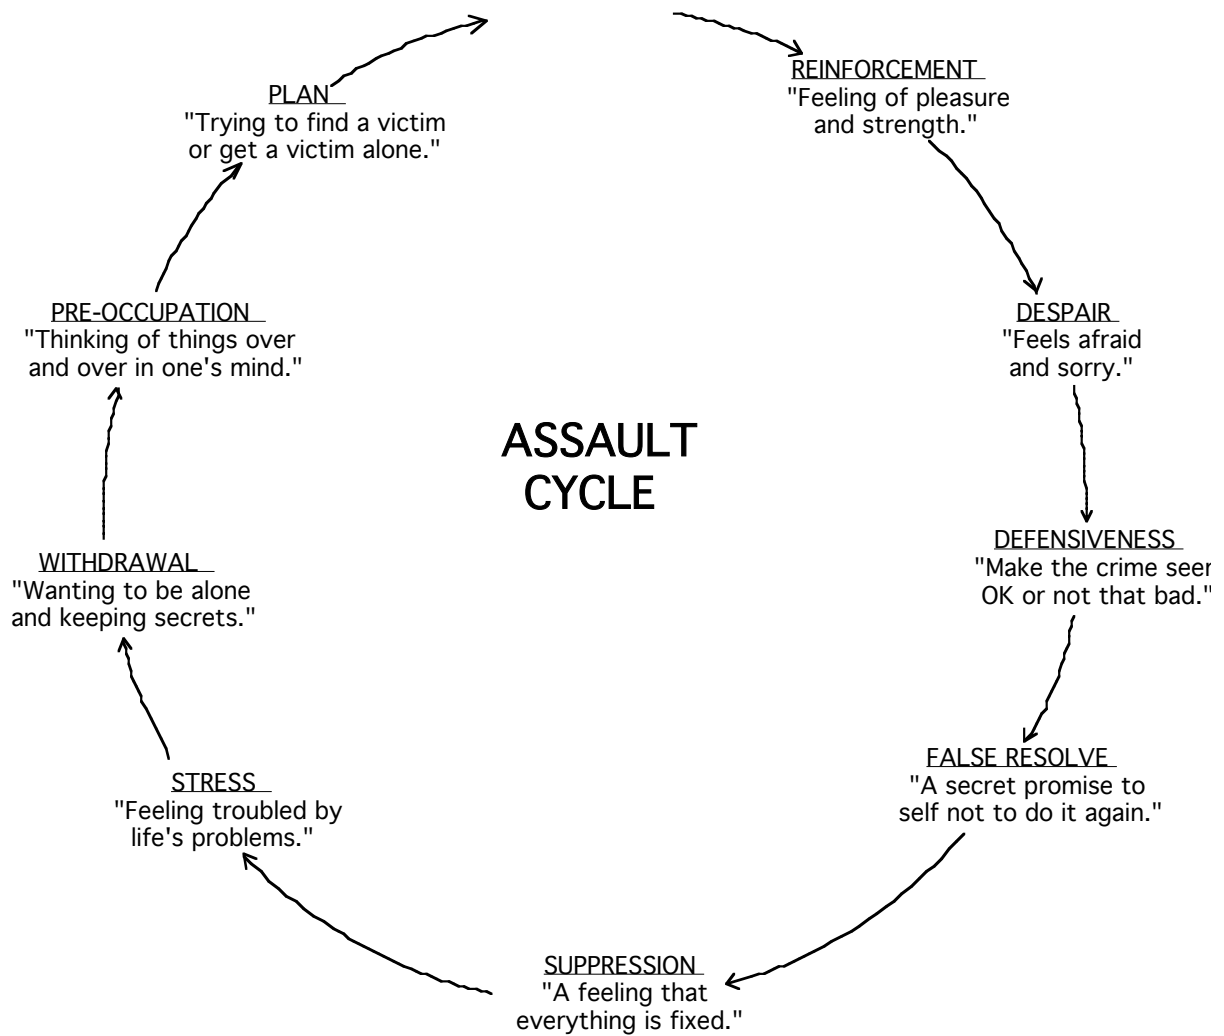 REINFORCEMENT
"Feeling of pleasure
and strength."
DESPAIR
"Feels afraid
and sorry."
DEFENSIVENESS
"Make the crime
OK or not that bad."
FALSE RESOLVE
"A secret promise to
self not to do it again."
SUPPRESSION
"A feeling that
everything is fixed."
STRESS
"Feeling troubled by
life's problems."
WITHDRAWAL
"Wanting to be alone
and keeping secrets."
PRE-OCCUPATION
"Thinking of things over
and over in one's mind."
PLAN
"Trying to find a victim
or get a victim alone."
ASSAULT
CYCLE